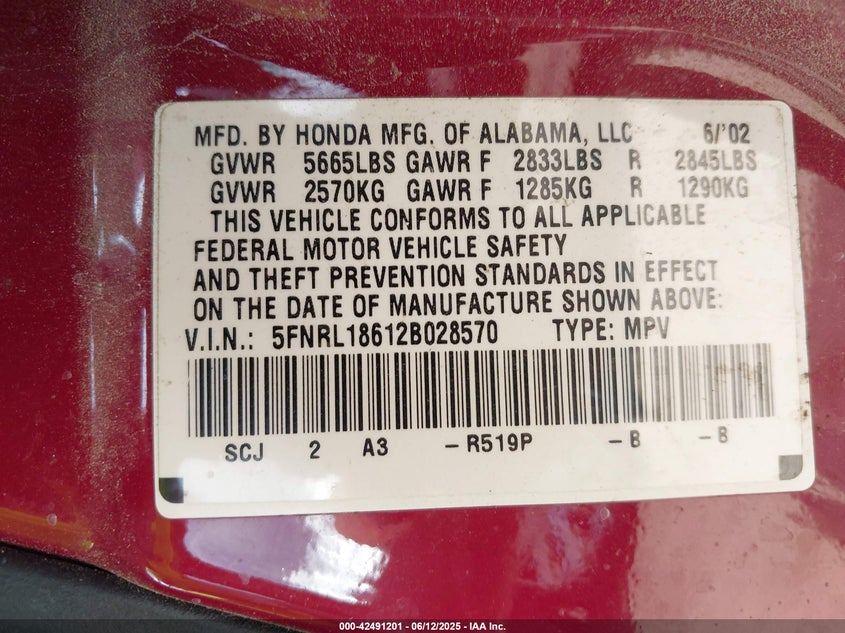 MFD. BY HONDA MFG. OF ALABAMA, LLC 6/'02
GVWR 5665LBS GAWR F 2833LBS R 2845LBS
GVWR 2570KG GAWR F 1285KG R 1290KG
THIS VEHICLE CONFORMS TO ALL APPLICABLE
FEDERAL MOTOR VEHICLE SAFETY
AND THEFT PREVENTION STANDARDS IN EFFECT
ON THE DATE OF MANUFACTURE SHOWN ABOVE:
V.I.N.: 5FNRL18612B028570 TYPE: MPV
SCJ 2 A3 -R519P -B -B
000-42491201 - 06/12/2025 - IAA Inc.